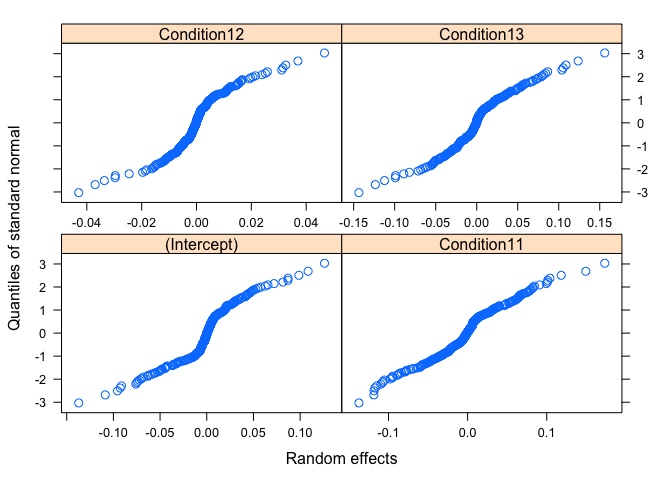 Condition12 Condition13
3
2
1
0
-1
-2
-3
-0.04 -0.02 0.00 0.02 0.04 -0.15 -0.10 -0.05 0.00 0.05 0.10 0.15
(Intercept) Condition11
3
2
1
0
-1
-2
-3
-0.10 -0.05 0.00 0.05 0.10 -0.1 0.0 0.1
Quantiles of standard normal
Random effects